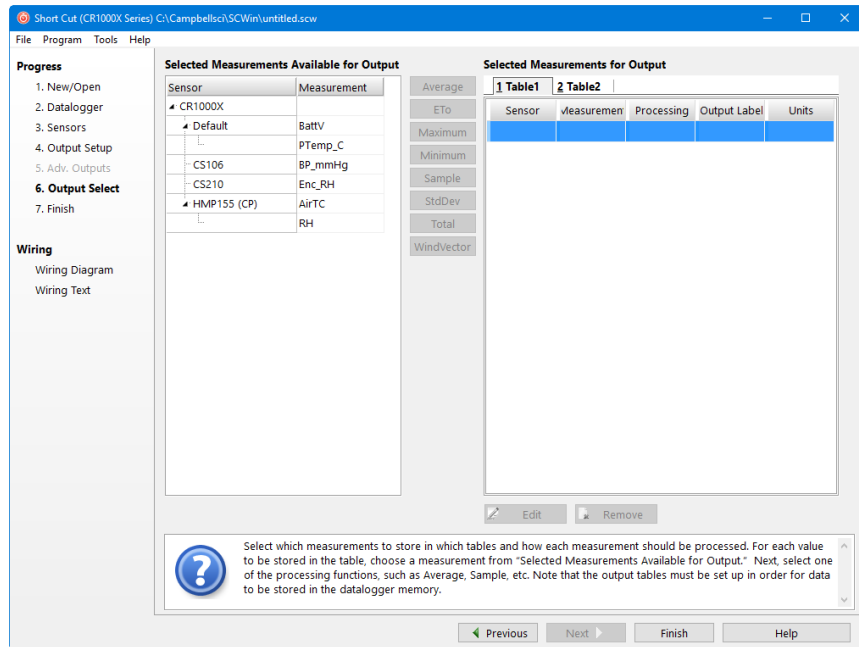 Short Cut (CR1000X Series) C:\Campbellsci\SCWin\untitled.scw
File Program Tools Help
Progress
1. New/Open
2. Datalogger
3. Sensors
4. Output Setup
5. Adv. Outputs
6. Output Select
7. Finish
Wiring
Wiring Diagram
Wiring Text
Selected Measurements Available for Output
Sensor Measurement
CR1000X
Default BattV
PTemp_C
CS106 BP_mmHg
CS210 Enc_RH
HMP155 (CP) AirTC
RH
Average
ETo
Maximum
Minimum
Sample
StdDev
Total
WindVector
Selected Measurements for Output
1 Table1 2 Table2
Sensor Measuremen Processing Output Label Units
Edit Remove
Select which measurements to store in which tables and how each measurement should be processed. For each value
to be stored in the table, choose a measurement from "Selected Measurements Available for Output." Next, select one
of the processing functions, such as Average, Sample, etc. Note that the output tables must be set up in order for data
to be stored in the datalogger memory.
Previous Next Finish Help